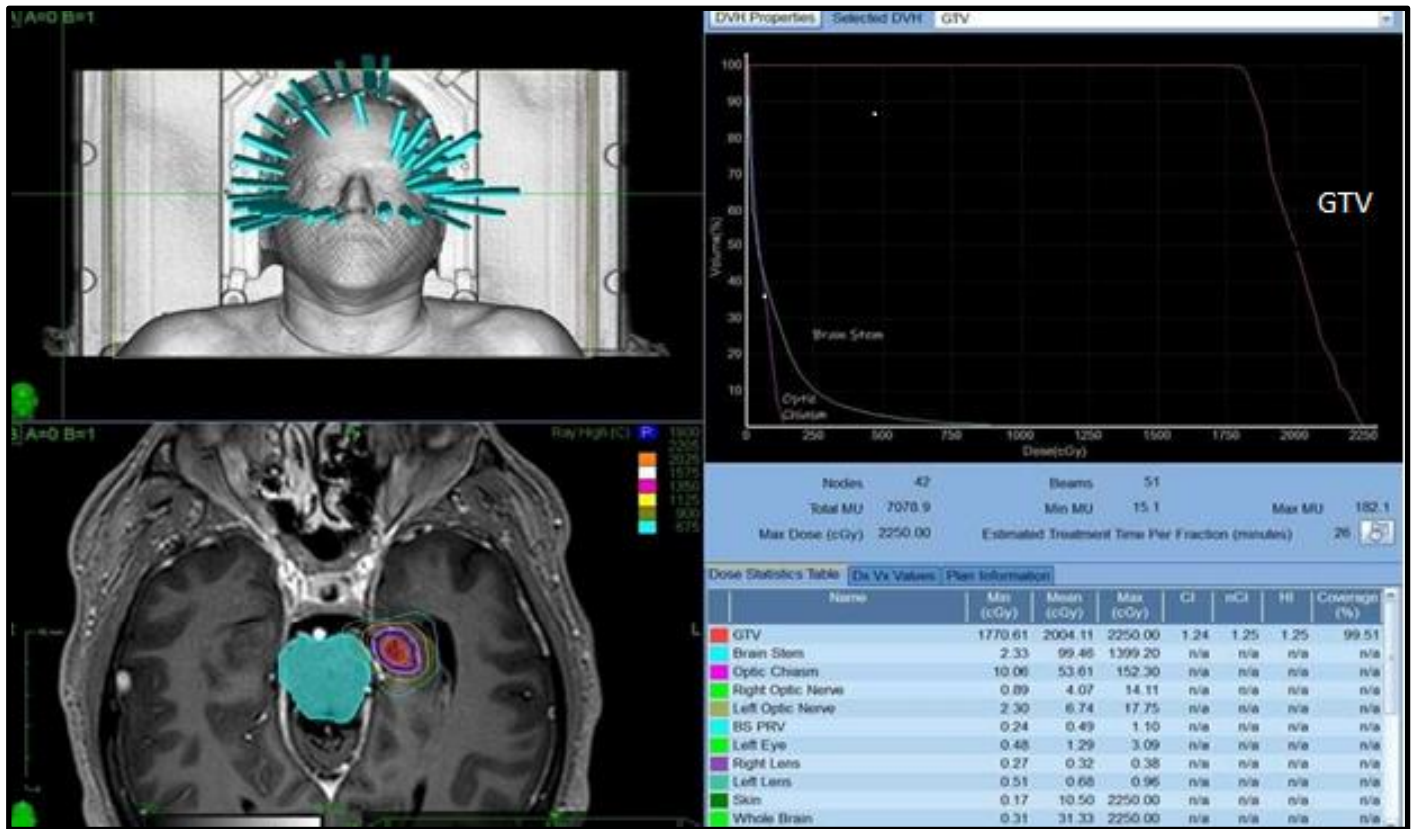 A=0 B=1
DVH Properties Selected DVH GTV
100
90
80
70
60
50
40
30
20
10
Volume(%)
GTV
Brain Stem
Optic
Chiasm
0 250 500 750 1000 1250 1500 1750 2000 2250
Dose(cGy)
A=0 B=1
Ray High (C) P: 1800
2205
2025
1575
1350
1125
900
675
L
Nodes 42 Beams 51
Total MU 7078.9 Min MU 15.1 Max MU 182.1
Max Dose (cGy) 2250.00 Estimated Treatment Time Per Fraction (minutes) 26
Dose Statistics Table Dx Vx Values Plan Information
Name Min (cGy) Mean (cGy) Max (cGy) CI nCI HI Coverage (%)
GTV 1770.61 2004.11 2250.00 1.24 1.25 1.25 99.51
Brain Stem 2.33 99.46 1399.20 n/a n/a n/a n/a
Optic Chiasm 10.06 53.61 152.30 n/a n/a n/a n/a
Right Optic Nerve 0.89 4.07 14.11 n/a n/a n/a n/a
Left Optic Nerve 2.30 6.74 17.75 n/a n/a n/a n/a
BS PRV 0.24 0.49 1.10 n/a n/a n/a n/a
Left Eye 0.48 1.29 3.09 n/a n/a n/a n/a
Right Lens 0.27 0.32 0.38 n/a n/a n/a n/a
Left Lens 0.51 0.68 0.96 n/a n/a n/a n/a
Skin 0.17 10.50 2250.00 n/a n/a n/a n/a
Whole Brain 0.31 31.33 2250.00 n/a n/a n/a n/a